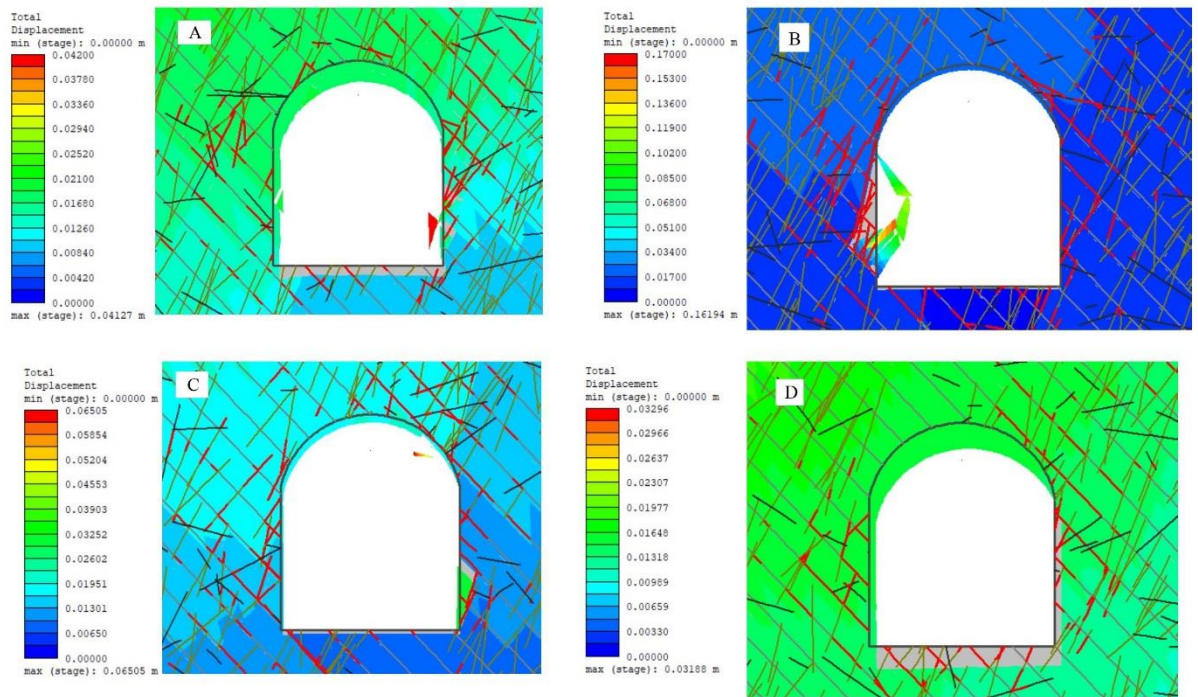 Total
Displacement
min (stage): 0.00000 m
0.04200
0.03780
0.03360
0.02940
0.02520
0.02100
0.01680
0.01260
0.00840
0.00420
0.00000
max (stage): 0.04127 m
A
Total
Displacement
min (stage): 0.00000 m
0.17000
0.15300
0.13600
0.11900
0.10200
0.08500
0.06800
0.05100
0.03400
0.01700
0.00000
max (stage): 0.16194 m
B
Total
Displacement
min (stage): 0.00000 m
0.06505
0.05854
0.05204
0.04553
0.03903
0.03252
0.02602
0.01951
0.01301
0.00650
0.00000
max (stage): 0.06505 m
C
Total
Displacement
min (stage): 0.00000 m
0.03296
0.02966
0.02637
0.02307
0.01977
0.01648
0.01318
0.00989
0.00659
0.00330
0.00000
max (stage): 0.03188 m
D